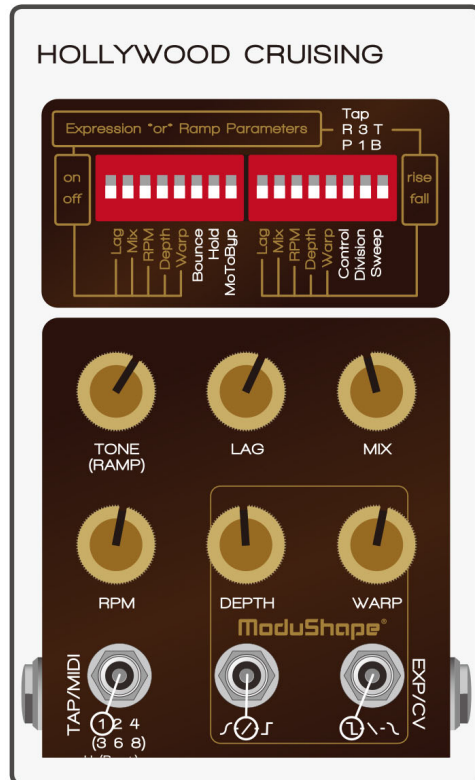 HOLLYWOOD CRUISING
Expression "or" Ramp Parameters
Tap
R 3 T
P 1 B
on
off
rise
fall
Lag
Mix
RPM
Depth
Warp
Bounce
Hold
MoToByp
Lag
Mix
RPM
Depth
Warp
Control
Division
Sweep
TONE
(RAMP)
LAG
MIX
RPM
DEPTH
WARP
ModuShape®
TAP/MIDI
1 2 4
(3 6 8)
EXP/CV